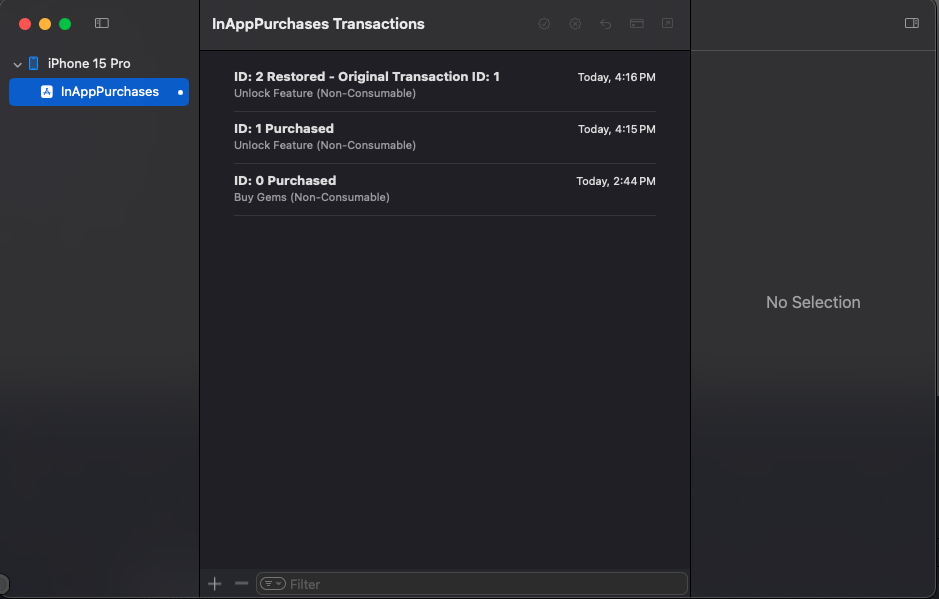 InAppPurchases Transactions
iPhone 15 Pro
InAppPurchases
ID: 2 Restored - Original Transaction ID: 1
Today, 4:16 PM
Unlock Feature (Non-Consumable)
ID: 1 Purchased
Today, 4:15 PM
Unlock Feature (Non-Consumable)
ID: 0 Purchased
Today, 2:44 PM
Buy Gems (Non-Consumable)
No Selection
Filter